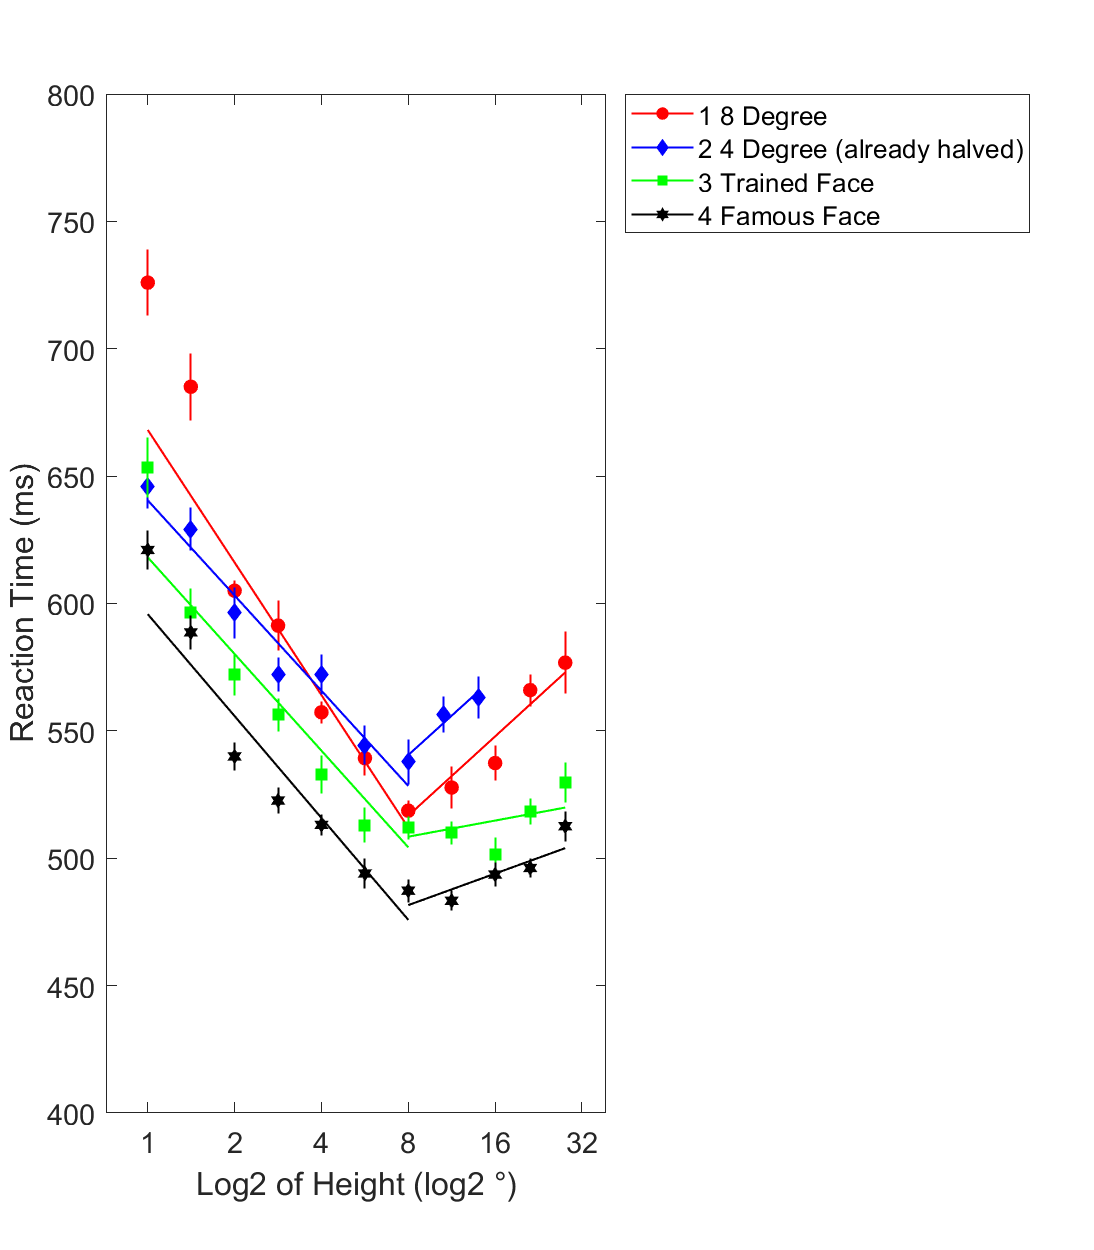 800
750
700
650
600
550
500
450
400
Reaction Time (ms)
1 2 4 8 16 32
Log2 of Height (log2 °)
1 8 Degree
2 4 Degree (already halved)
3 Trained Face
4 Famous Face